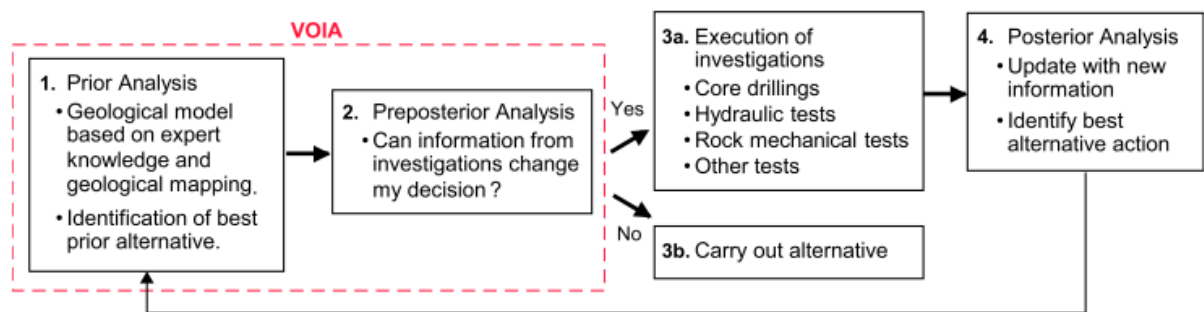 VOIA
1. Prior Analysis
• Geological model
based on expert
knowledge and
geological mapping.
• Identification of best
prior alternative.
2. Preposterior Analysis
• Can information from
investigations change
my decision ?
Yes
No
3a. Execution of
investigations
• Core drillings
• Hydraulic tests
• Rock mechanical tests
• Other tests
3b. Carry out alternative
4. Posterior Analysis
• Update with new
information
• Identify best
alternative action